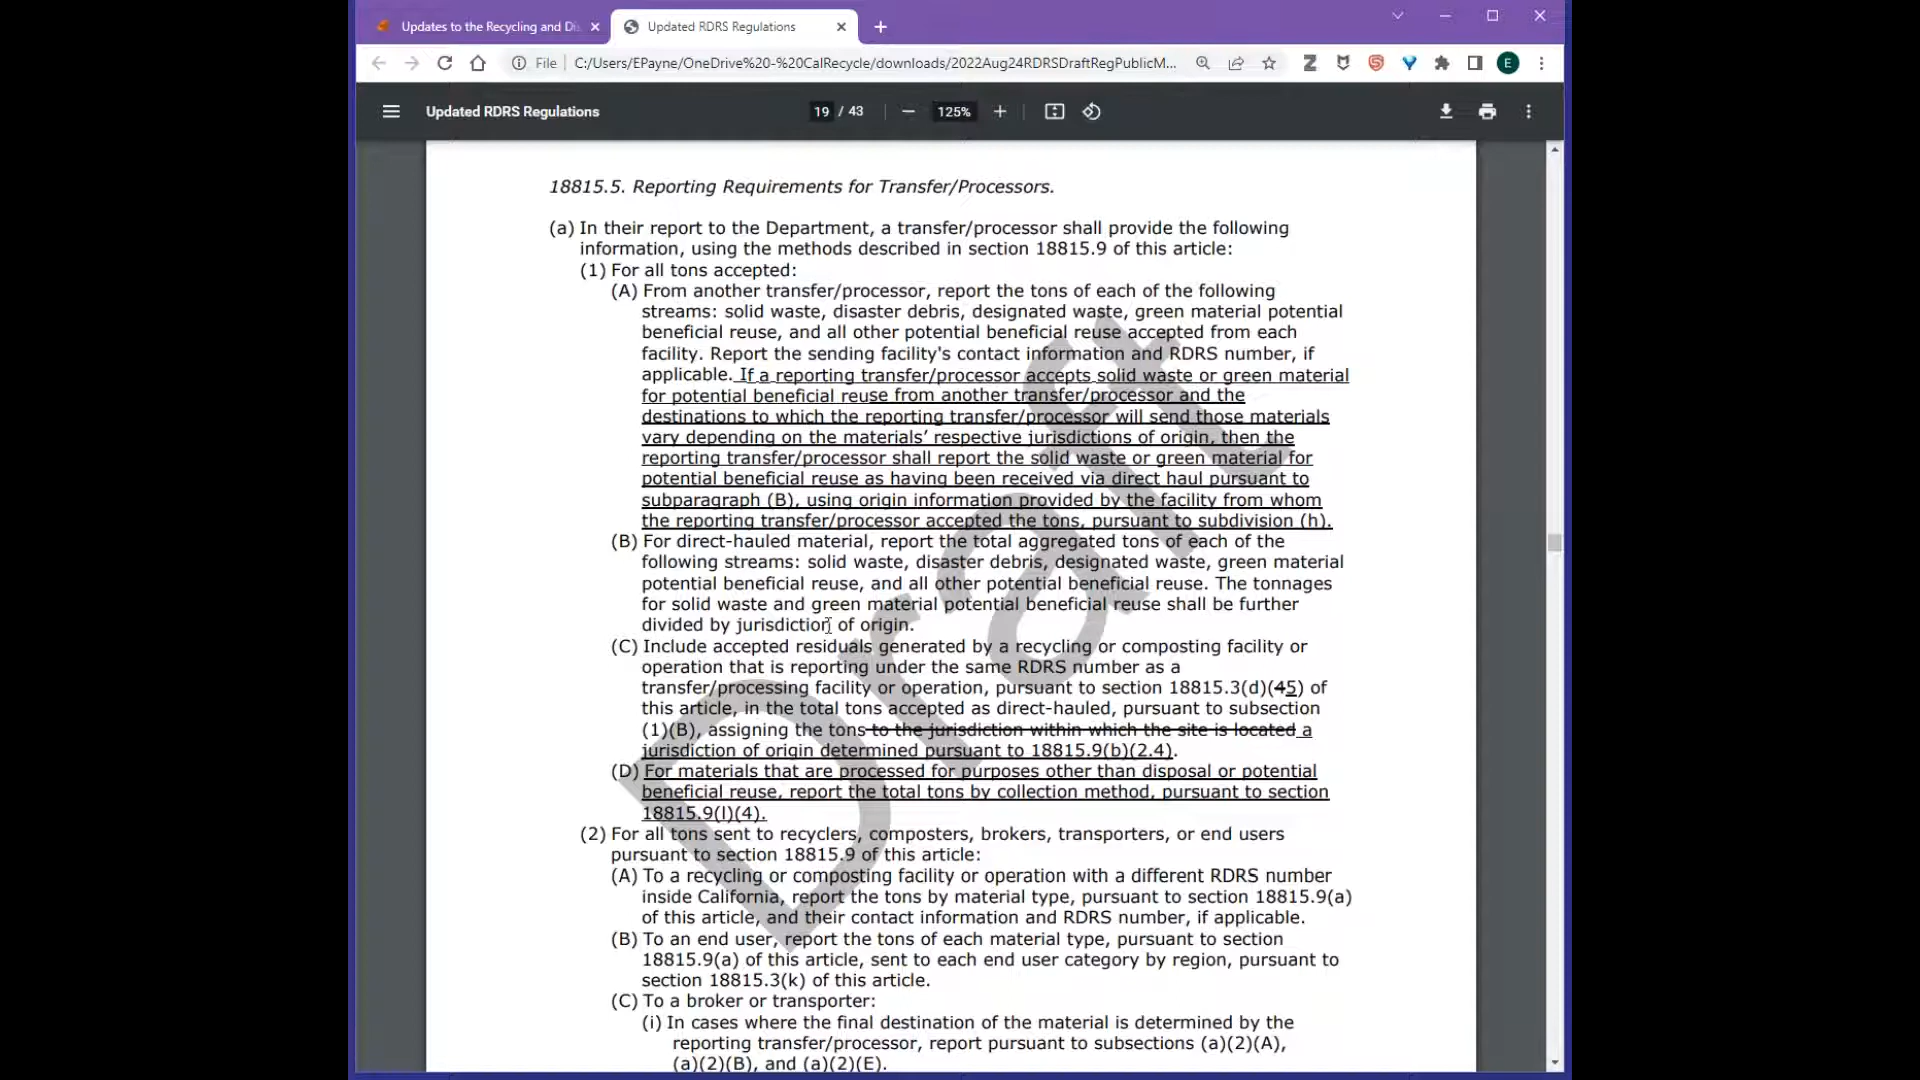 Updates to the Recycling and Di
Updated RDRS Regulations
File
C:/Users/EPayne/OneDrive%20-%20CalRecycle/downloads/2022Aug24RDRSDraftRegPublicM...
E
Updated RDRS Regulations
19 / 43
125%
18815.5. Reporting Requirements for Transfer/Processors.
(a) In their report to the Department, a transfer/processor shall provide the following
information, using the methods described in section 18815.9 of this article:
(1) For all tons accepted:
(A) From another transfer/processor, report the tons of each of the following
streams: solid waste, disaster debris, designated waste, green material potential
beneficial reuse, and all other potential beneficial reuse accepted from each
facility. Report the sending facility's contact information and RDRS number, if
applicable. If a reporting transfer/processor accepts solid waste or green material
for potential beneficial reuse from another transfer/processor and the
destinations to which the reporting transfer/processor will send those materials
vary depending on the materials' respective jurisdictions of origin, then the
reporting transfer/processor shall report the solid waste or green material for
potential beneficial reuse as having been received via direct haul pursuant to
subparagraph (B), using origin information provided by the facility from whom
the reporting transfer/processor accepted the tons, pursuant to subdivision (h).
(B) For direct-hauled material, report the total aggregated tons of each of the
following streams: solid waste, disaster debris, designated waste, green material
potential beneficial reuse, and all other potential beneficial reuse. The tonnages
for solid waste and green material potential beneficial reuse shall be further
divided by jurisdiction of origin.
(C) Include accepted residuals generated by a recycling or composting facility or
operation that is reporting under the same RDRS number as a
transfer/processing facility or operation, pursuant to section 18815.3(d)(45) of
this article, in the total tons accepted as direct-hauled, pursuant to subsection
(1)(B), assigning the tons to the jurisdiction within which the site is located a
jurisdiction of origin determined pursuant to 18815.9(b)(2.4).
(D) For materials that are processed for purposes other than disposal or potential
beneficial reuse, report the total tons by collection method, pursuant to section
18815.9(l)(4).
(2) For all tons sent to recyclers, composters, brokers, transporters, or end users
pursuant to section 18815.9 of this article:
(A) To a recycling or composting facility or operation with a different RDRS number
inside California, report the tons by material type, pursuant to section 18815.9(a)
of this article, and their contact information and RDRS number, if applicable.
(B) To an end user, report the tons of each material type, pursuant to section
18815.9(a) of this article, sent to each end user category by region, pursuant to
section 18815.3(k) of this article.
(C) To a broker or transporter:
(i) In cases where the final destination of the material is determined by the
reporting transfer/processor, report pursuant to subsections (a)(2)(A),
(a)(2)(B), and (a)(2)(E).
Draft